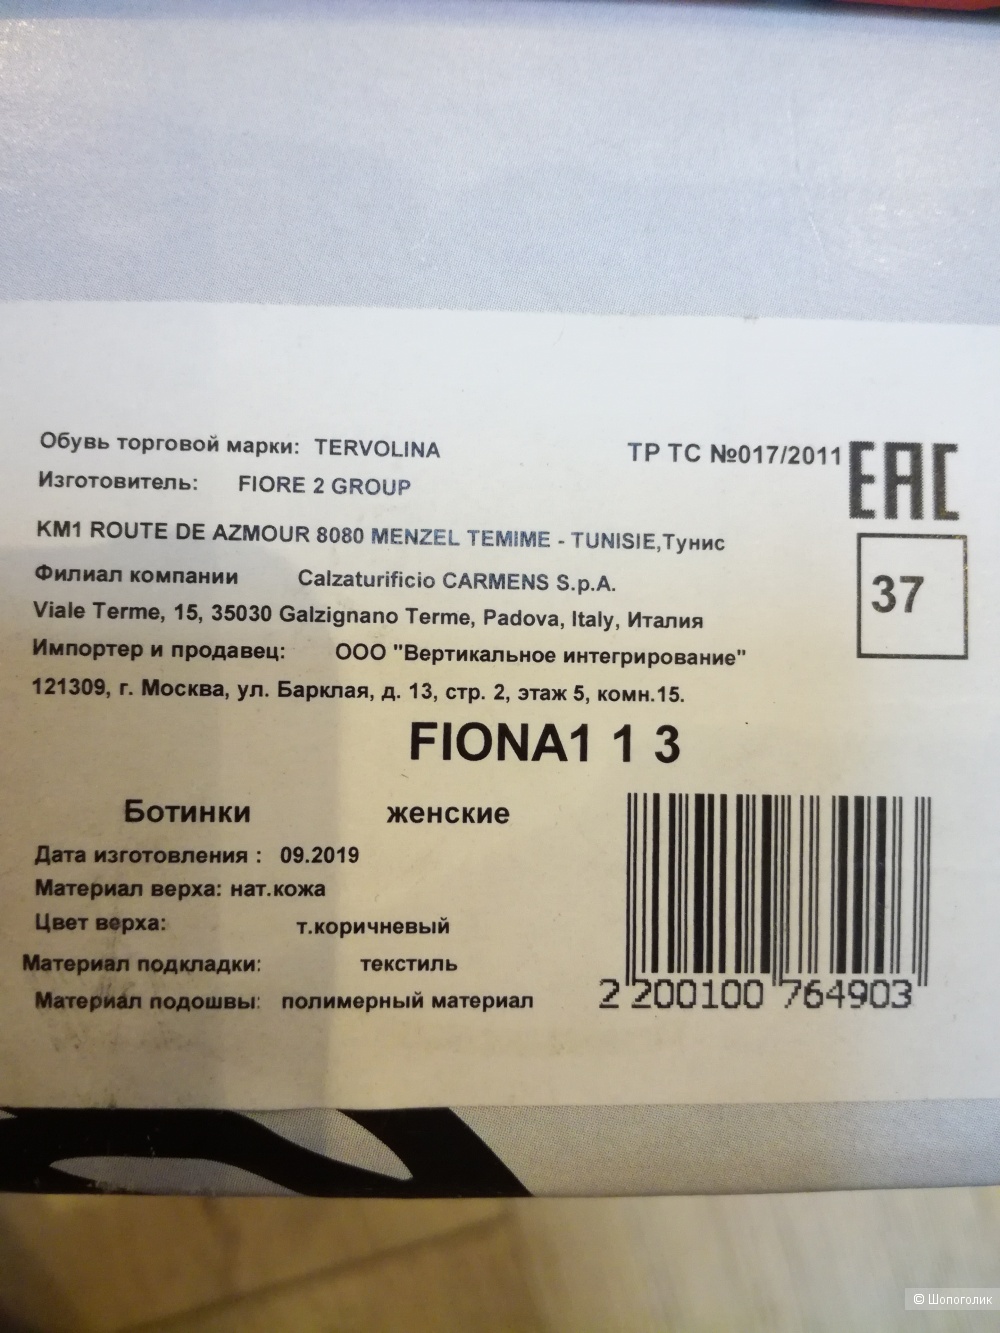 Обувь торговой марки: TERVOLINA
ТР ТС №017/2011 ЕАС
Изготовитель: FIORE 2 GROUP
KM1 ROUTE DE AZMOUR 8080 MENZEL TEMIME - TUNISIE,Тунис
37
Филиал компании Calzaturificio CARMENS S.p.A.
Viale Terme, 15, 35030 Galzignano Terme, Padova, Italy, Италия
Импортер и продавец: ООО "Вертикальное интегрирование"
121309, г. Москва, ул. Барклая, д. 13, стр. 2, этаж 5, комн.15.
FIONA1 1 3
Ботинки женские
Дата изготовления : 09.2019
Материал верха: нат.кожа
Цвет верха: т.коричневый
Материал подкладки: текстиль
Материал подошвы: полимерный материал
2 200100 764903
© Шопоголик